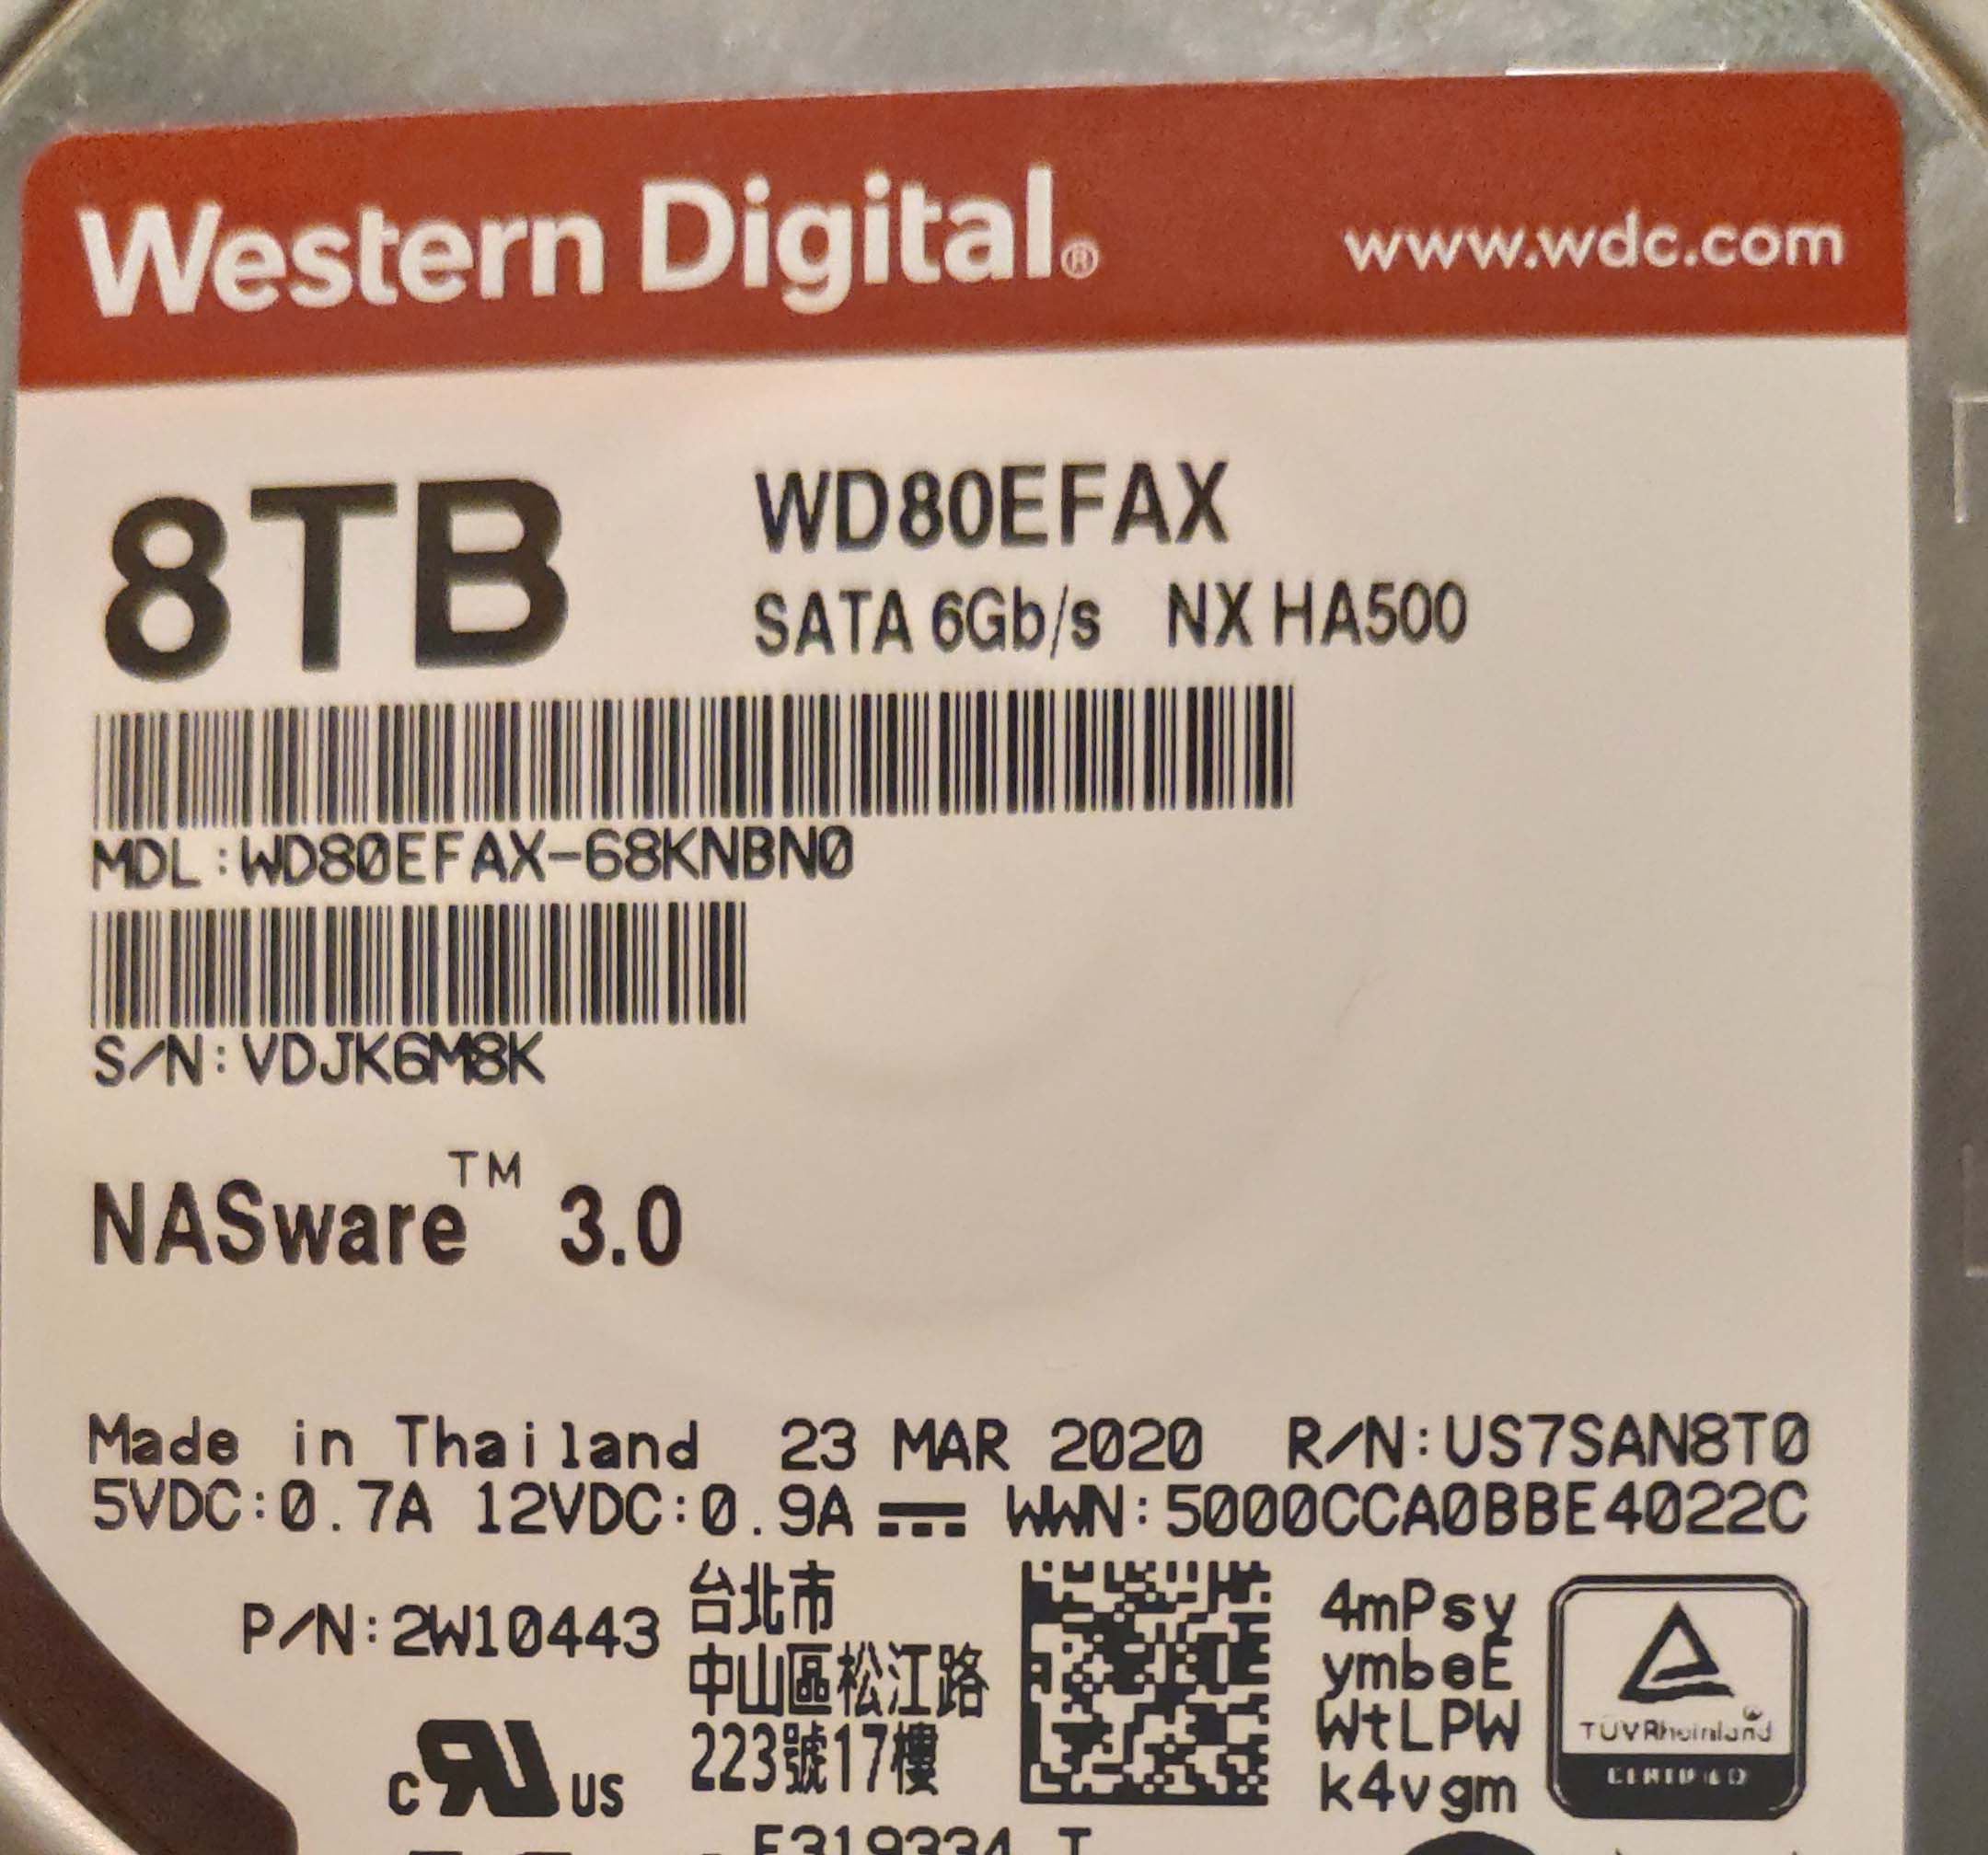 Western Digital®
www.wdc.com
8TB
WD80EFAX
SATA 6Gb/s NX HA500
MDL:WD80EFAX-68KNBN0
S/N:VDJK6M8K
NASware™ 3.0
Made in Thailand 23 MAR 2020 R/N:US7SAN8T0
5VDC:0.7A 12VDC:0.9A WWN:5000CCA0BBE4022C
P/N:2W10443
台北市
中山區松江路
223號17樓
4mPsy
ymbeE
WtLPW
k4vgm
TÜVRheinland
CERTIFIED
c US
E319334 T